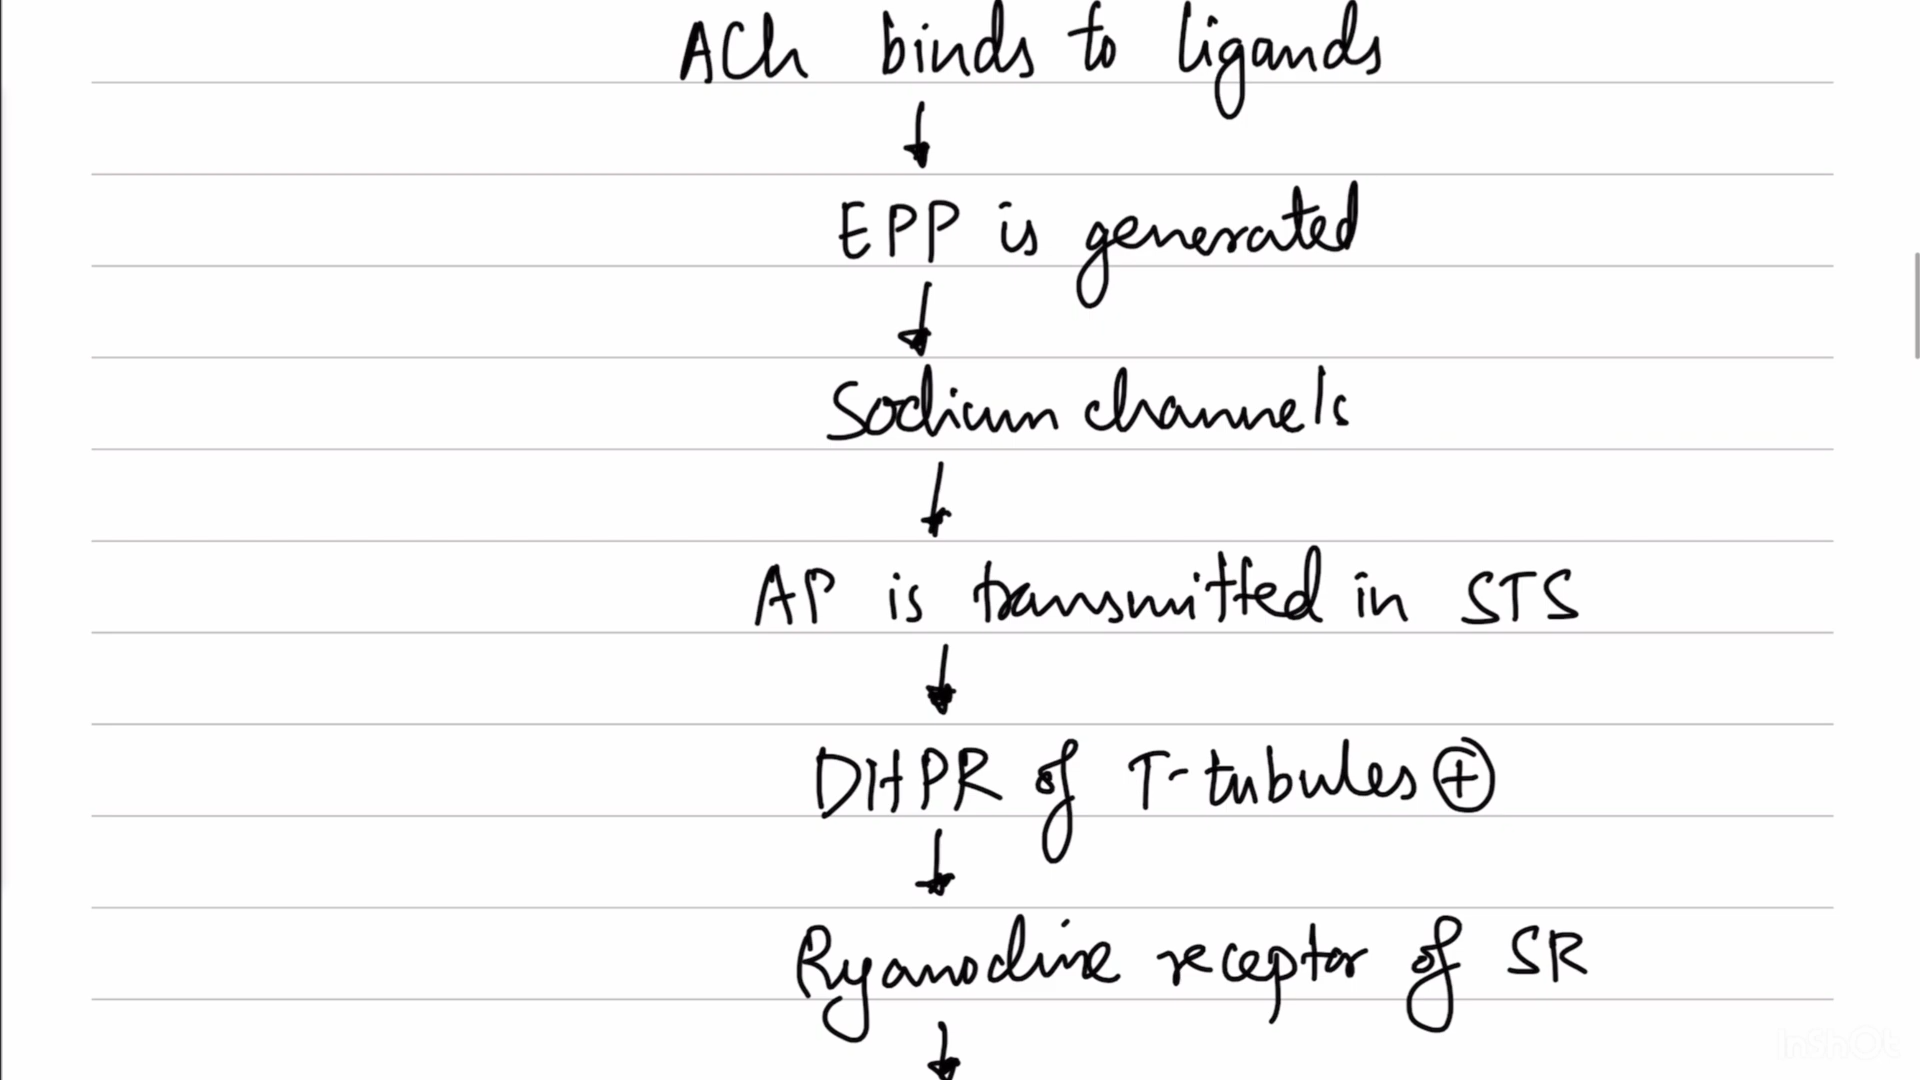 ACh binds to ligands
EPP is generated
Sodium channels
AP is transmitted in STS
DHPR of T-tubules ⊕
Ryanodine receptor of SR
InShOt